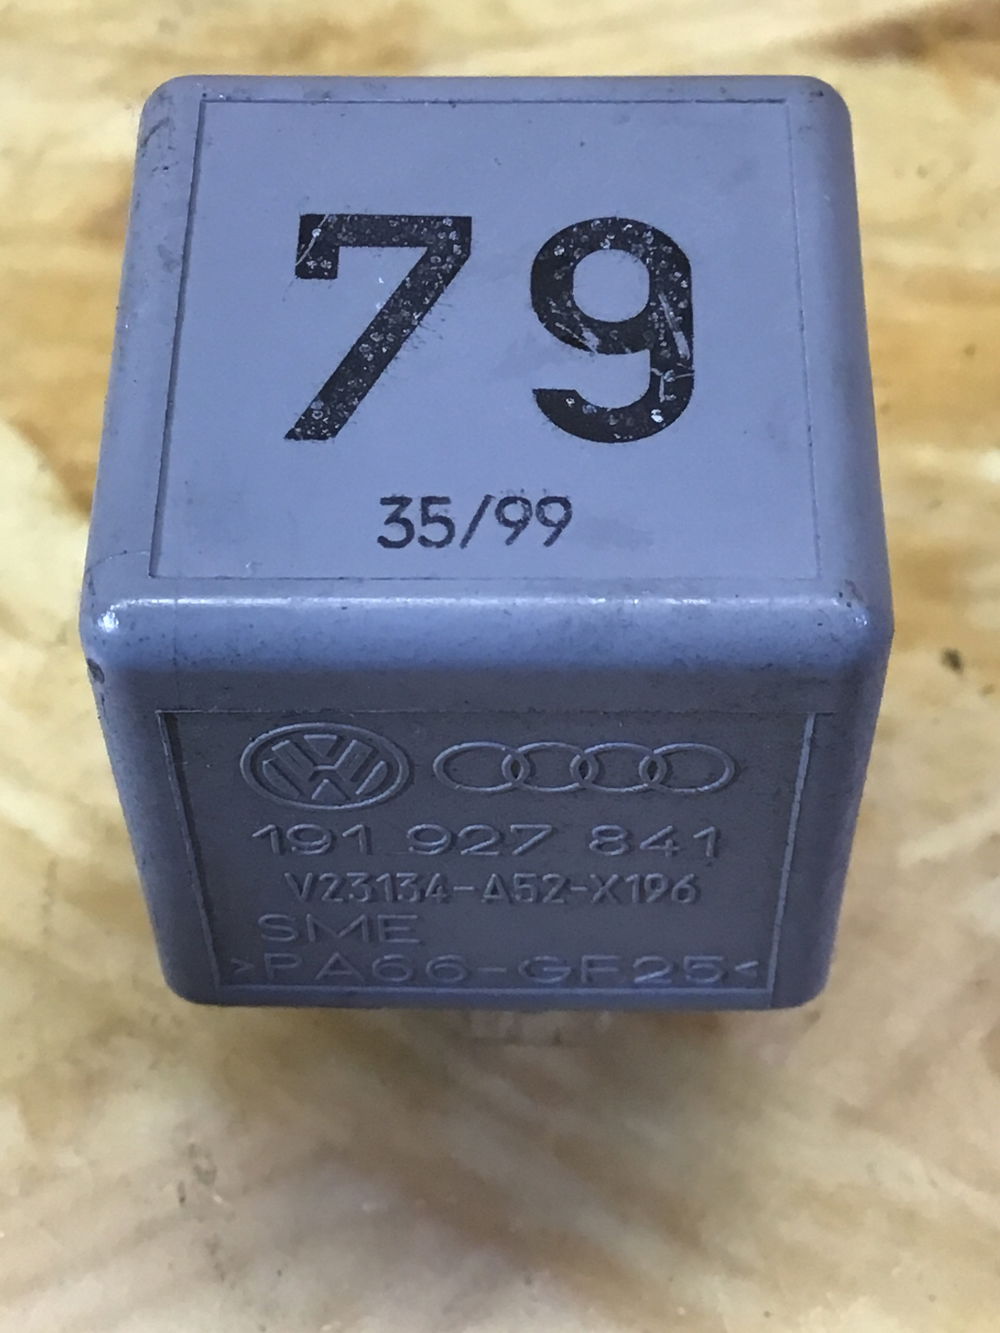 79
35/99
191 927 841
V23134-A52-X196
SME
>PA66-GF25<